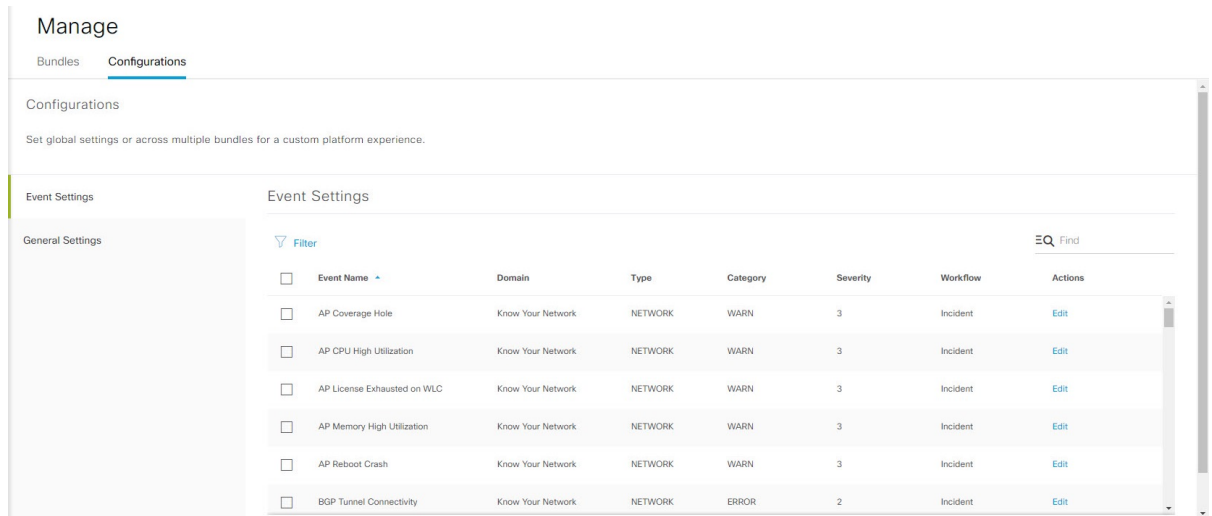 Manage
Bundles Configurations
Configurations
Set global settings or across multiple bundles for a custom platform experience.
Event Settings
General Settings
Event Settings
Filter
Find
Event Name Domain Type Category Severity Workflow Actions
AP Coverage Hole Know Your Network NETWORK WARN 3 Incident Edit
AP CPU High Utilization Know Your Network NETWORK WARN 3 Incident Edit
AP License Exhausted on WLC Know Your Network NETWORK WARN 3 Incident Edit
AP Memory High Utilization Know Your Network NETWORK WARN 3 Incident Edit
AP Reboot Crash Know Your Network NETWORK WARN 3 Incident Edit
BGP Tunnel Connectivity Know Your Network NETWORK ERROR 2 Incident Edit